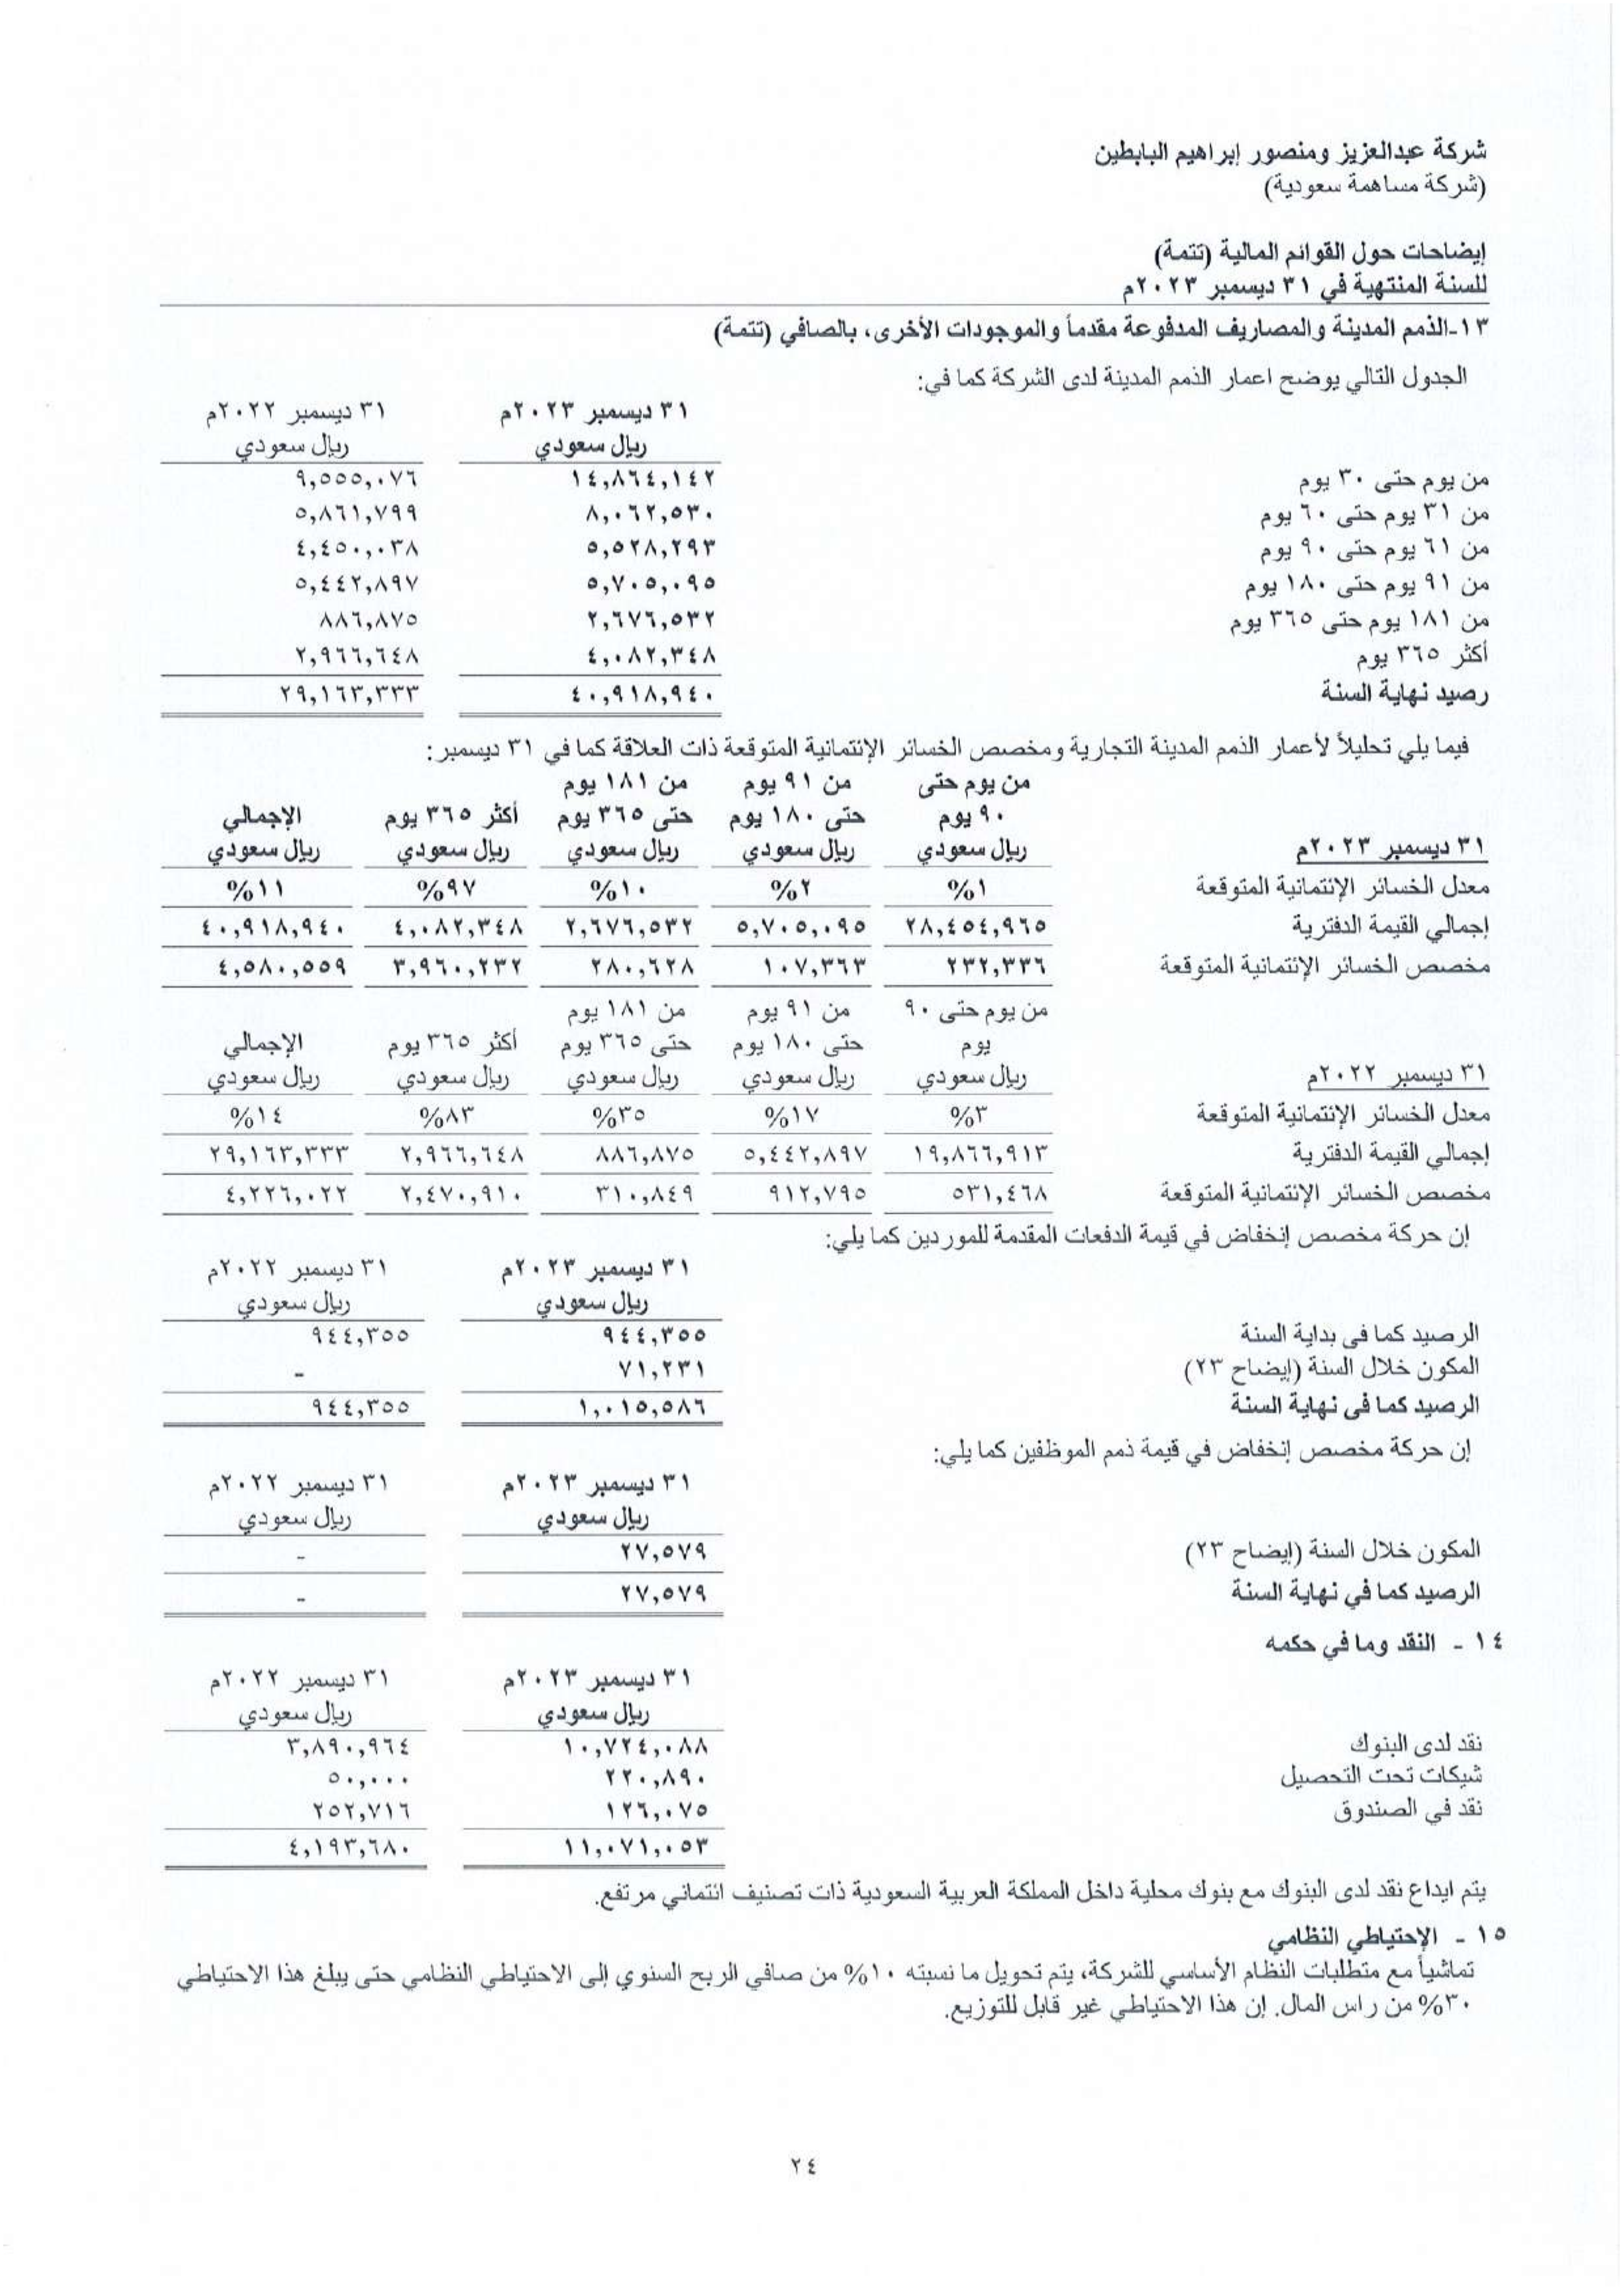 شركة عبدالعزيز ومنصور إبراهيم البابطين
(شركة مساهمة سعودية)
إيضاحات حول القوائم المالية (تتمة)
للسنة المنتهية في ٣١ ديسمبر ٢٠٢٣م
١٣-الذمم المدينة والمصاريف المدفوعة مقدماً والموجودات الأخرى، بالصافي (تتمة)
الجدول التالي يوضح اعمار الذمم المدينة لدى الشركة كما في:
٣١ ديسمبر ٢٠٢٣م ٣١ ديسمبر ٢٠٢٢م
ريال سعودي ريال سعودي
من يوم حتى ٣٠ يوم ١٤,٨٦٤,١٤٢ ٩,٥٥٥,٠٧٦
من ٣١ يوم حتى ٦٠ يوم ٨,٠٦٢,٥٣٠ ٥,٨٦١,٧٩٩
من ٦١ يوم حتى ٩٠ يوم ٥,٥٢٨,٢٩٣ ٤,٤٥٠,٠٣٨
من ٩١ يوم حتى ١٨٠ يوم ٥,٧٠٥,٠٩٥ ٥,٤٤٢,٨٩٧
من ١٨١ يوم حتى ٣٦٥ يوم ٢,٦٧٦,٥٣٢ ٨٨٦,٨٧٥
أكثر ٣٦٥ يوم ٤,٠٨٢,٣٤٨ ٢,٩٦٦,٦٤٨
رصيد نهاية السنة ٤٠,٩١٨,٩٤٠ ٢٩,١٦٣,٣٣٣
فيما يلي تحليلاً لأعمار الذمم المدينة التجارية ومخصص الخسائر الإئتمانية المتوقعة ذات العلاقة كما في ٣١ ديسمبر:
من يوم حتى من ٩١ يوم من ١٨١ يوم
٩٠ يوم حتى ١٨٠ يوم حتى ٣٦٥ يوم أكثر ٣٦٥ يوم الإجمالي
٣١ ديسمبر ٢٠٢٣م ريال سعودي ريال سعودي ريال سعودي ريال سعودي ريال سعودي
معدل الخسائر الإئتمانية المتوقعة ١% ٢% ١٠% ٩٧% ١١%
إجمالي القيمة الدفترية ٢٨,٤٥٤,٩٦٥ ٥,٧٠٥,٠٩٥ ٢,٦٧٦,٥٣٢ ٤,٠٨٢,٣٤٨ ٤٠,٩١٨,٩٤٠
مخصص الخسائر الإئتمانية المتوقعة ٢٣٢,٣٣٦ ١٠٧,٣٦٣ ٢٨٠,٦٢٨ ٣,٩٦٠,٢٣٢ ٤,٥٨٠,٥٥٩
من يوم حتى ٩٠ من ٩١ يوم من ١٨١ يوم
يوم حتى ١٨٠ يوم حتى ٣٦٥ يوم أكثر ٣٦٥ يوم الإجمالي
٣١ ديسمبر ٢٠٢٢م ريال سعودي ريال سعودي ريال سعودي ريال سعودي ريال سعودي
معدل الخسائر الإئتمانية المتوقعة ٣% ١٧% ٣٥% ٨٣% ١٤%
إجمالي القيمة الدفترية ١٩,٨٦٦,٩١٣ ٥,٤٤٢,٨٩٧ ٨٨٦,٨٧٥ ٢,٩٦٦,٦٤٨ ٢٩,١٦٣,٣٣٣
مخصص الخسائر الإئتمانية المتوقعة ٥٣١,٤٦٨ ٩١٢,٧٩٥ ٣١٠,٨٤٩ ٢,٤٧٠,٩١٠ ٤,٢٢٦,٠٢٢
إن حركة مخصص إنخفاض في قيمة الدفعات المقدمة للموردين كما يلي:
٣١ ديسمبر ٢٠٢٣م ٣١ ديسمبر ٢٠٢٢م
ريال سعودي ريال سعودي
الرصيد كما في بداية السنة ٩٤٤,٣٥٥ ٩٤٤,٣٥٥
المكون خلال السنة (إيضاح ٢٣) ٧١,٢٣١ -
الرصيد كما في نهاية السنة ١,٠١٥,٥٨٦ ٩٤٤,٣٥٥
إن حركة مخصص إنخفاض في قيمة ذمم الموظفين كما يلي:
٣١ ديسمبر ٢٠٢٣م ٣١ ديسمبر ٢٠٢٢م
ريال سعودي ريال سعودي
المكون خلال السنة (إيضاح ٢٣) ٢٧,٥٧٩ -
الرصيد كما في نهاية السنة ٢٧,٥٧٩ -
١٤ - النقد وما في حكمه
٣١ ديسمبر ٢٠٢٣م ٣١ ديسمبر ٢٠٢٢م
ريال سعودي ريال سعودي
نقد لدى البنوك ١٠,٧٢٤,٠٨٨ ٣,٨٩٠,٩٦٤
شيكات تحت التحصيل ٢٢٠,٨٩٠ ٥٠,٠٠٠
نقد في الصندوق ١٢٦,٠٧٥ ٢٥٢,٧١٦
١١,٠٧١,٠٥٣ ٤,١٩٣,٦٨٠
يتم ايداع نقد لدى البنوك مع بنوك محلية داخل المملكة العربية السعودية ذات تصنيف ائتماني مرتفع.
١٥ - الإحتياطي النظامي
تماشياً مع متطلبات النظام الأساسي للشركة، يتم تحويل ما نسبته ١٠% من صافي الربح السنوي إلى الاحتياطي النظامي حتى يبلغ هذا الاحتياطي
٣٠% من راس المال. إن هذا الاحتياطي غير قابل للتوزيع.
٢٤